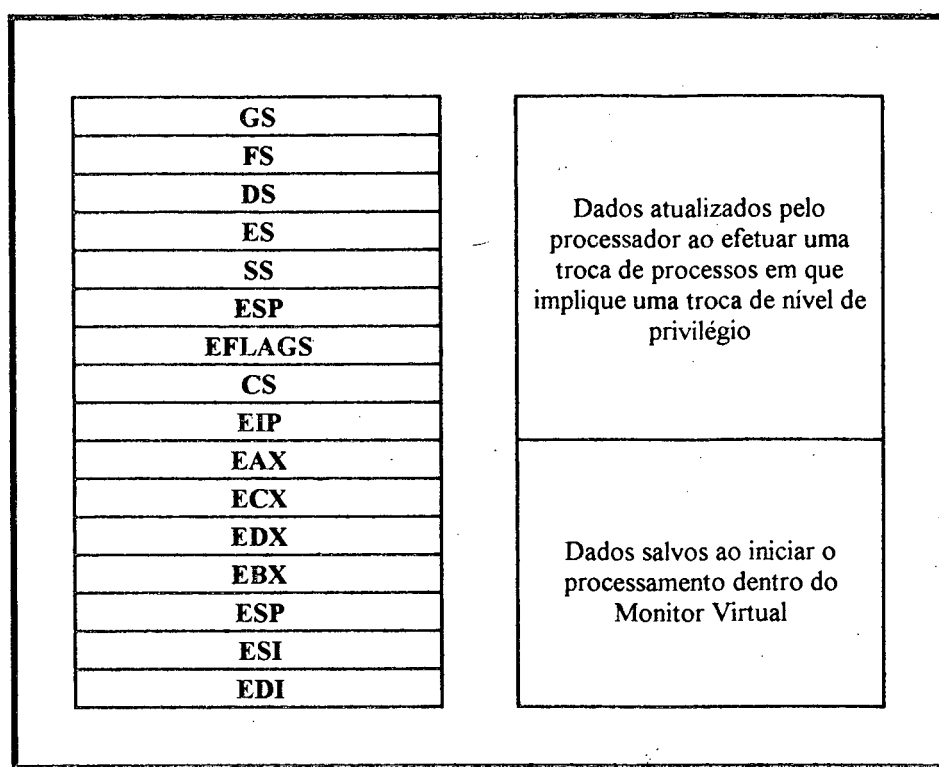 GS
FS
DS
ES
SS
ESP
EFLAGS
CS
EIP
EAX
ECX
EDX
EBX
ESP
ESI
EDI
Dados atualizados pelo
processador ao efetuar uma
troca de processos em que
implique uma troca de nível de
privilégio
Dados salvos ao iniciar o
processamento dentro do
Monitor Virtual